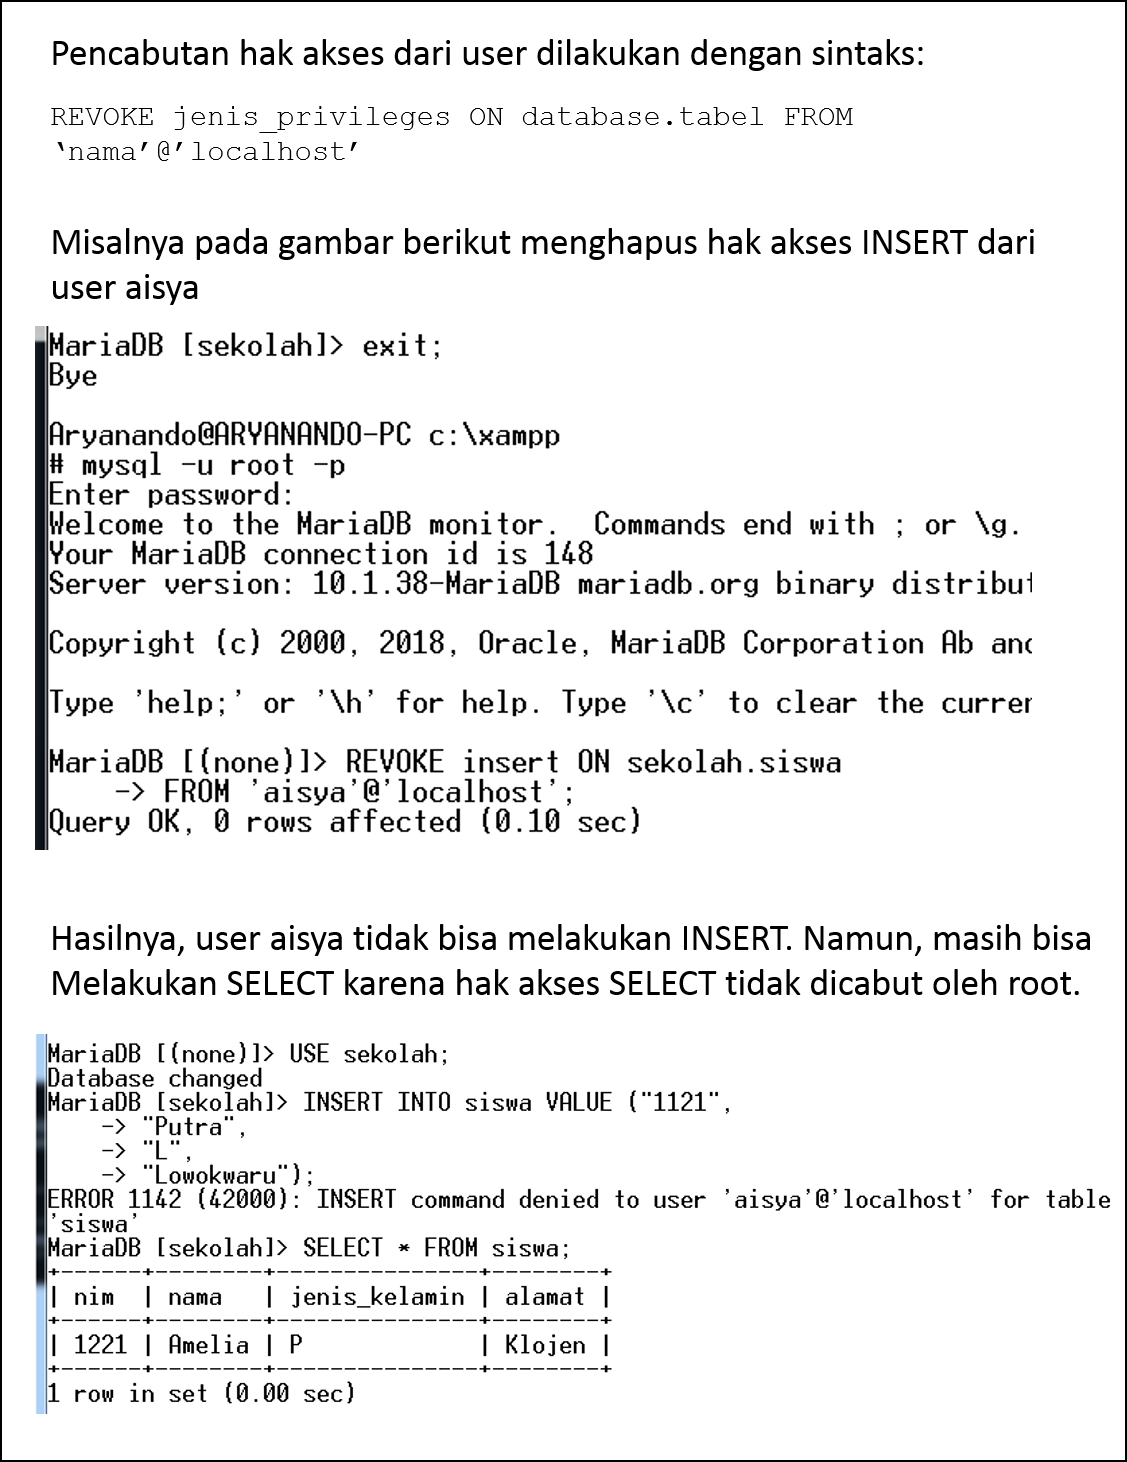 Pencabutan hak akses dari user dilakukan dengan sintaks:
REVOKE jenis_privileges ON database.tabel FROM
‘nama’@’localhost’
Misalnya pada gambar berikut menghapus hak akses INSERT dari
user aisya
MariaDB [sekolah]> exit;
Bye
Aryanando@ARYANANDO-PC c:\xampp
# mysql -u root -p
Enter password:
Welcome to the MariaDB monitor.  Commands end with ; or \g.
Your MariaDB connection id is 148
Server version: 10.1.38-MariaDB mariadb.org binary distribut
Copyright (c) 2000, 2018, Oracle, MariaDB Corporation Ab and
Type 'help;' or '\h' for help. Type '\c' to clear the curren
MariaDB [(none)]> REVOKE insert ON sekolah.siswa
    -> FROM 'aisya'@'localhost';
Query OK, 0 rows affected (0.10 sec)
Hasilnya, user aisya tidak bisa melakukan INSERT. Namun, masih bisa
Melakukan SELECT karena hak akses SELECT tidak dicabut oleh root.
MariaDB [(none)]> USE sekolah;
Database changed
MariaDB [sekolah]> INSERT INTO siswa VALUE ("1121",
    -> "Putra",
    -> "L",
    -> "Lowokwaru");
ERROR 1142 (42000): INSERT command denied to user 'aisya'@'localhost' for table
'siswa'
MariaDB [sekolah]> SELECT * FROM siswa;
+------+--------+---------------+--------+
| nim  | nama   | jenis_kelamin | alamat |
+------+--------+---------------+--------+
| 1221 | Amelia | P             | Klojen |
+------+--------+---------------+--------+
1 row in set (0.00 sec)